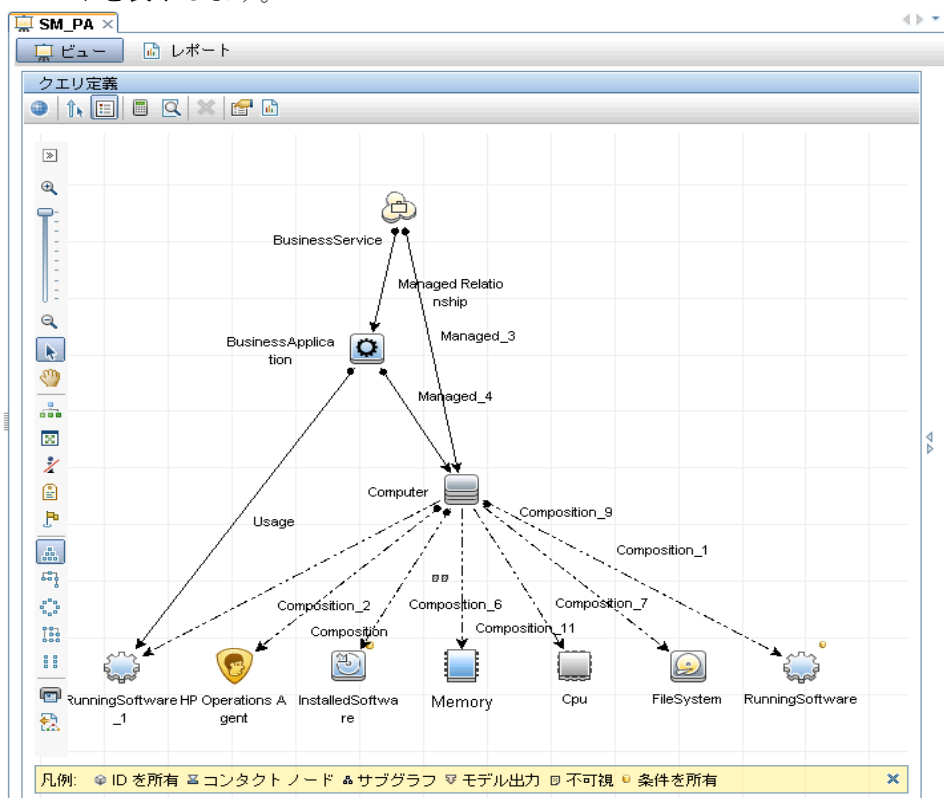 SM_PA
ビュー
レポート
クエリ定義
BusinessService
Managed Relatio
nship
BusinessApplica
tion
Managed_3
Managed_4
Computer
Usage
Composition_9
Composition_1
Composition_2
Composition_6
Composition_7
Composition
Composition_11
RunningSoftware
_1
HP Operations A
gent
InstalledSoftwa
re
Memory
Cpu
FileSystem
RunningSoftware
凡例: ID を所有 コンタクト ノード サブグラフ モデル出力 不可視 条件を所有